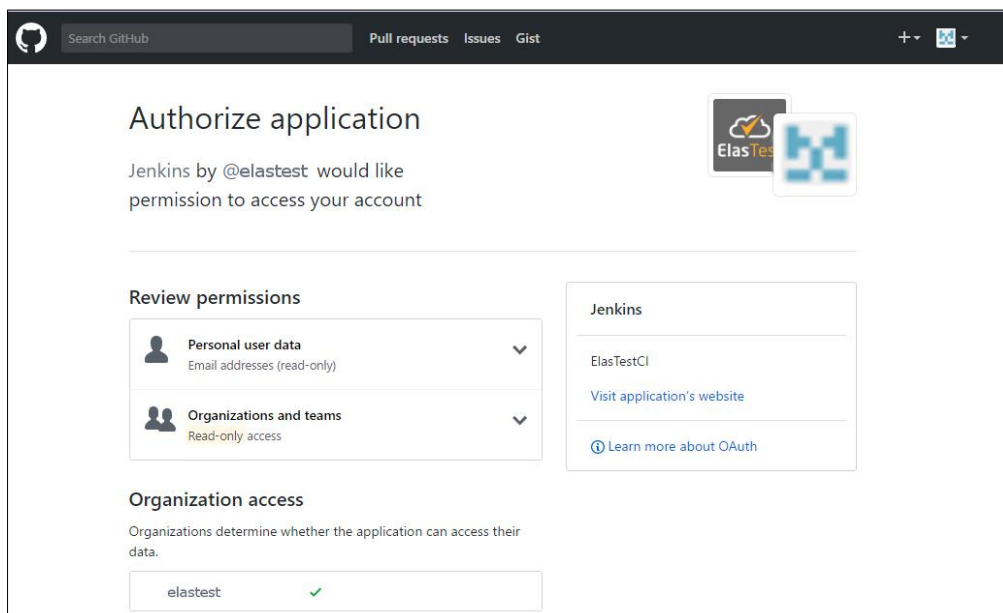 Search GitHub
Pull requests Issues Gist
Authorize application
Jenkins by @elastest would like
permission to access your account
ElasTes
Review permissions
Personal user data
Email addresses (read-only)
Organizations and teams
Read-only access
Jenkins
ElasTestCI
Visit application's website
Learn more about OAuth
Organization access
Organizations determine whether the application can access their
data.
elastest